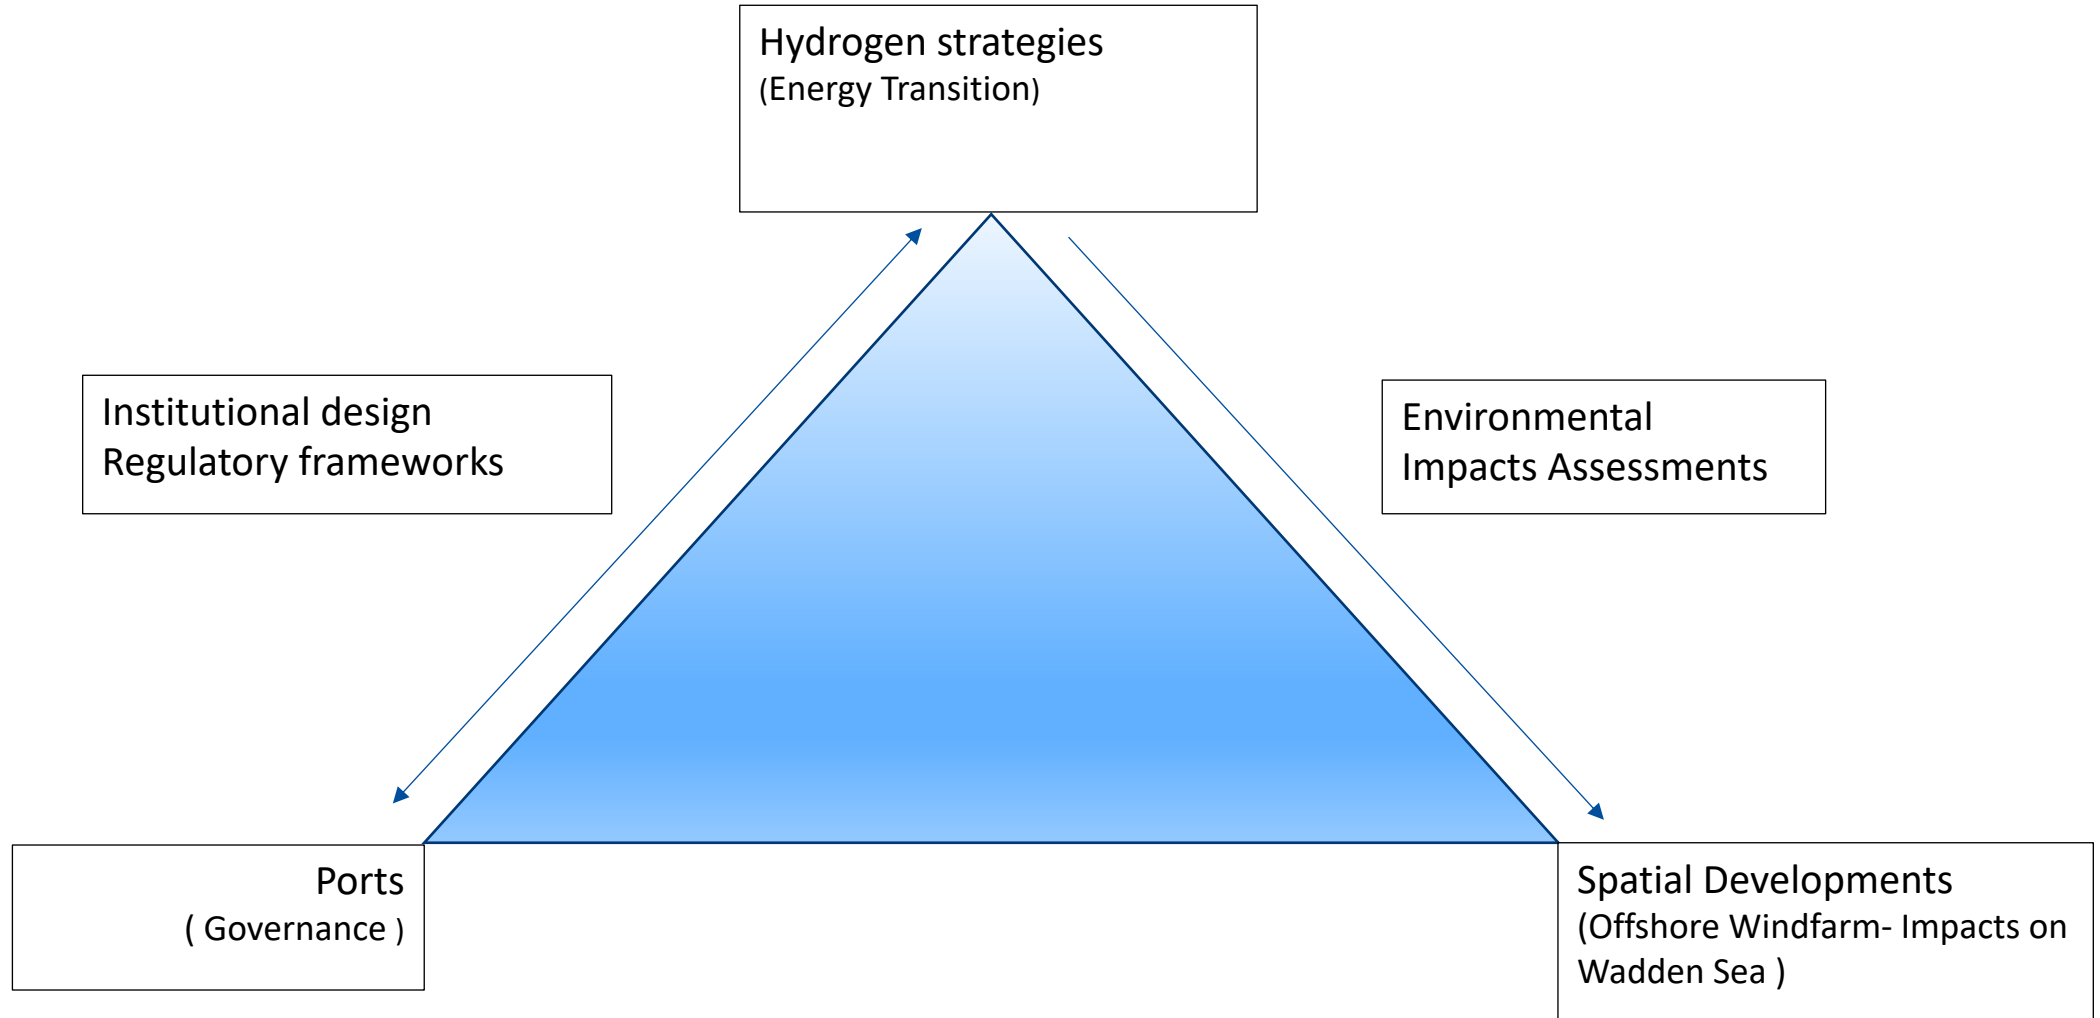 Hydrogen strategies
(Energy Transition)
Institutional design
Regulatory frameworks
Environmental
Impacts Assessments
Ports
( Governance )
Spatial Developments
(Offshore Windfarm- Impacts on
Wadden Sea )